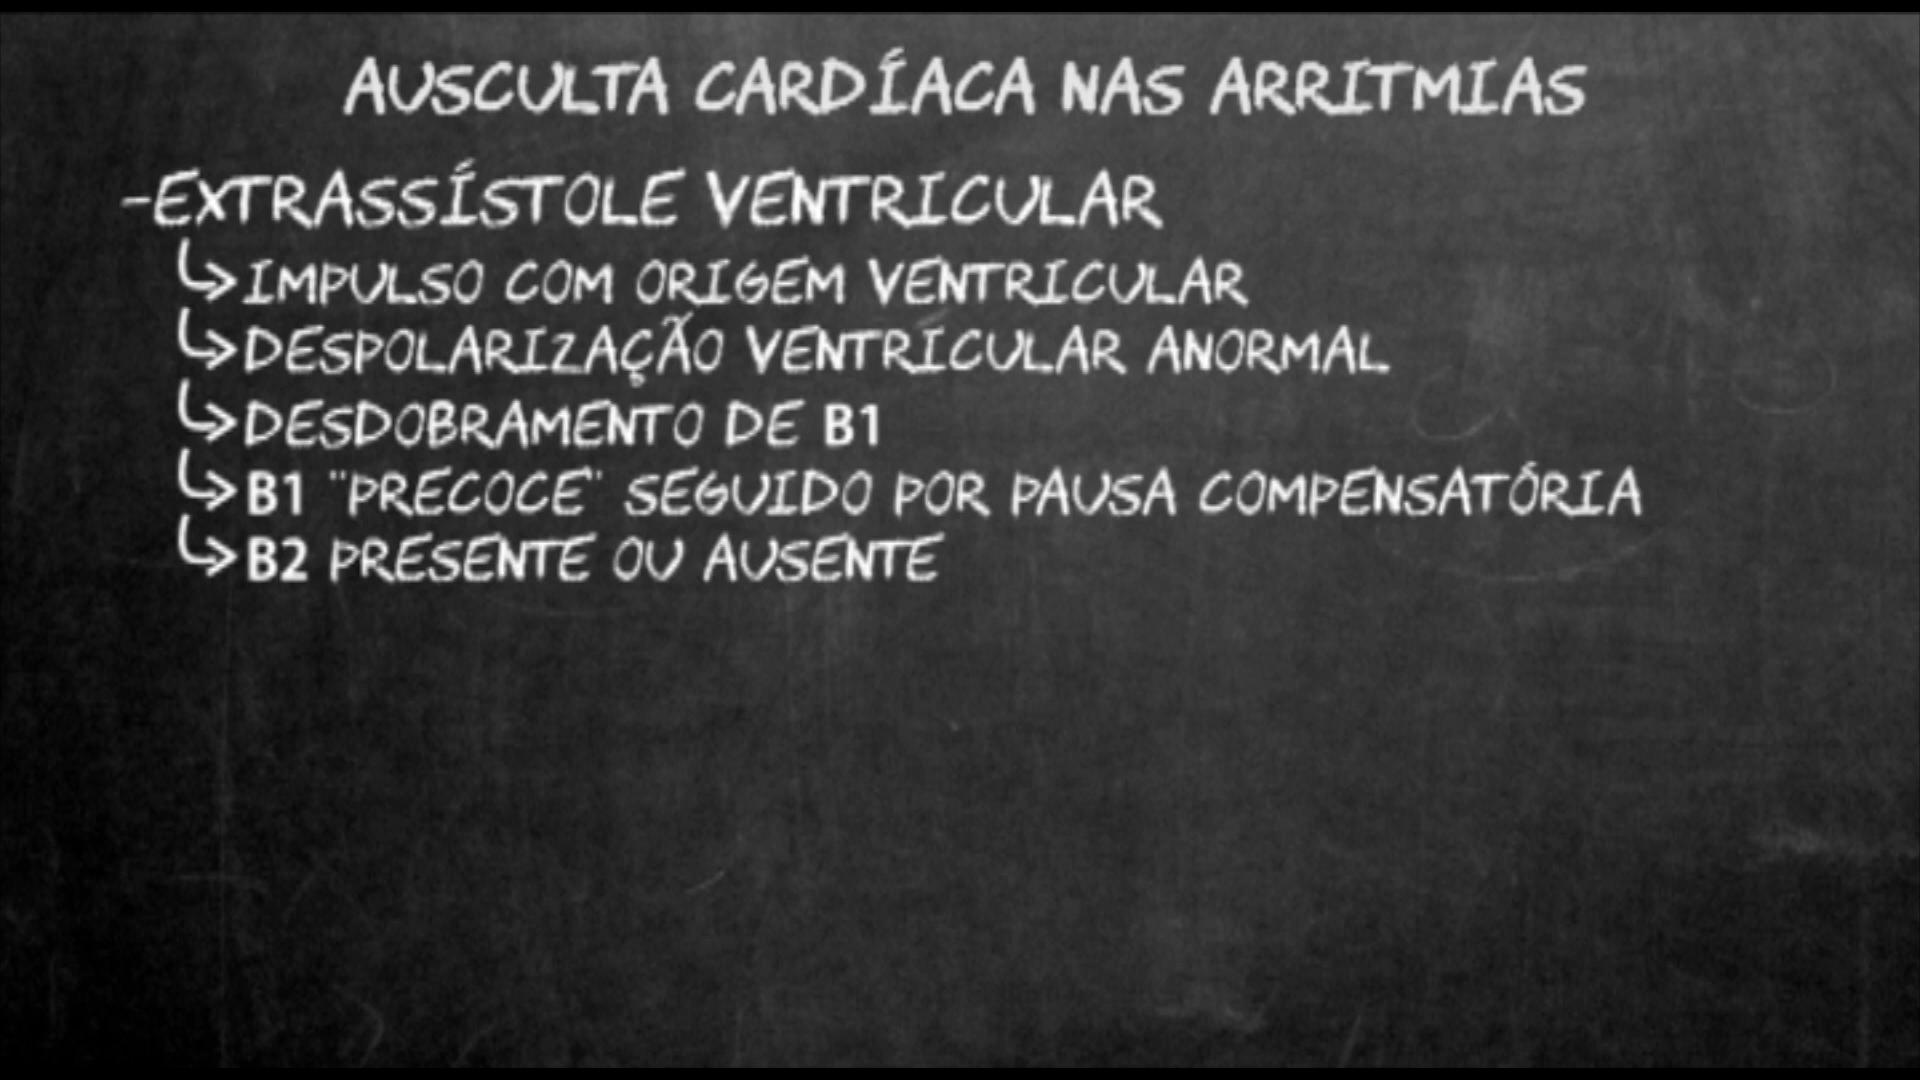 AUSCULTA CARDÍACA NAS ARRITMIAS
-EXTRASSÍSTOLE VENTRICULAR
↳IMPULSO COM ORIGEM VENTRICULAR
↳DESPOLARIZAÇÃO VENTRICULAR ANORMAL
↳DESDOBRAMENTO DE B1
↳B1 "PRECOCE" SEGUIDO POR PAUSA COMPENSATÓRIA
↳B2 PRESENTE OU AUSENTE